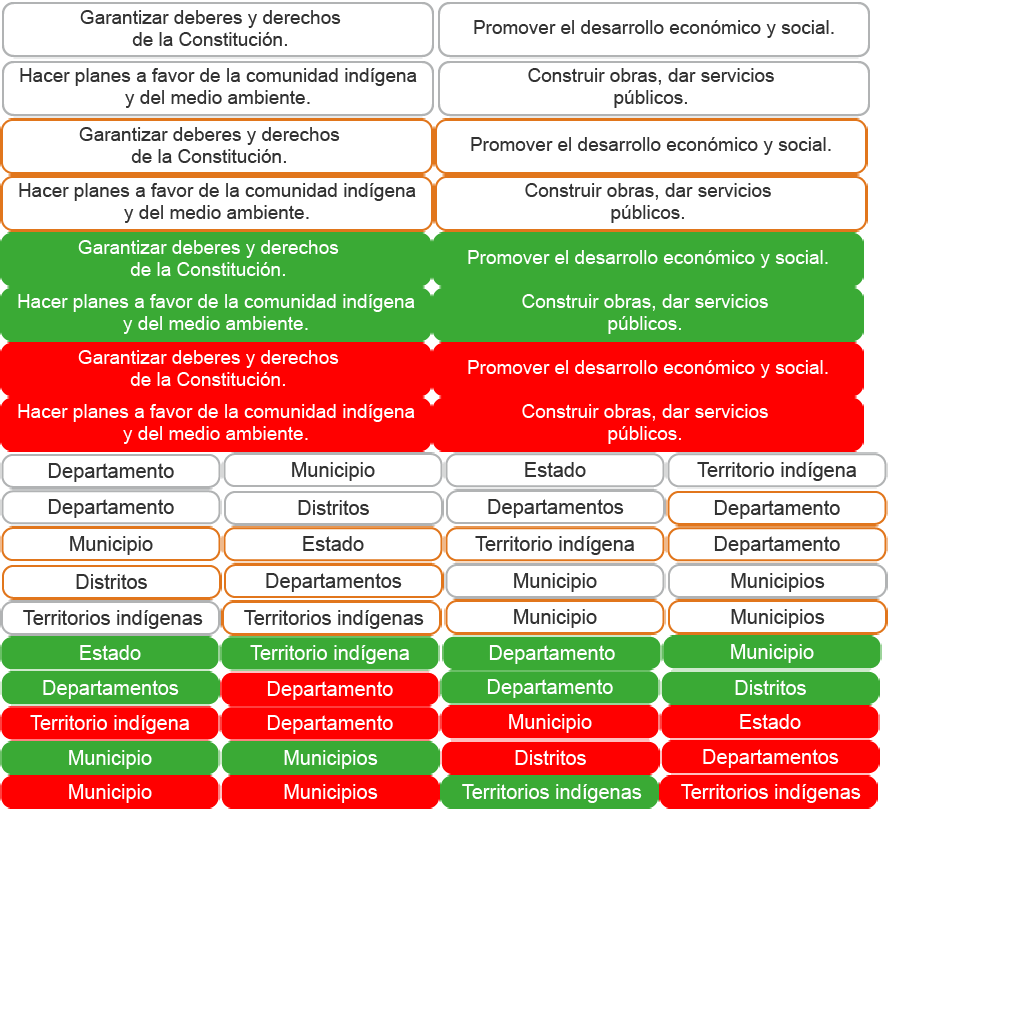 Garantizar deberes y derechos
de la Constitución.
Promover el desarrollo económico y social.
Hacer planes a favor de la comunidad indígena
y del medio ambiente.
Construir obras, dar servicios
públicos.
Garantizar deberes y derechos
de la Constitución.
Promover el desarrollo económico y social.
Hacer planes a favor de la comunidad indígena
y del medio ambiente.
Construir obras, dar servicios
públicos.
Garantizar deberes y derechos
de la Constitución.
Promover el desarrollo económico y social.
Hacer planes a favor de la comunidad indígena
y del medio ambiente.
Construir obras, dar servicios
públicos.
Garantizar deberes y derechos
de la Constitución.
Promover el desarrollo económico y social.
Hacer planes a favor de la comunidad indígena
y del medio ambiente.
Construir obras, dar servicios
públicos.
Departamento Municipio Estado Territorio indígena
Departamento Distritos Departamentos Departamento
Municipio Estado Territorio indígena Departamento
Distritos Departamentos Municipio Municipios
Territorios indígenas Territorios indígenas Municipio Municipios
Estado Territorio indígena Departamento Municipio
Departamentos Departamento Departamento Distritos
Territorio indígena Departamento Municipio Estado
Municipio Municipios Distritos Departamentos
Municipio Municipios Territorios indígenas Territorios indígenas